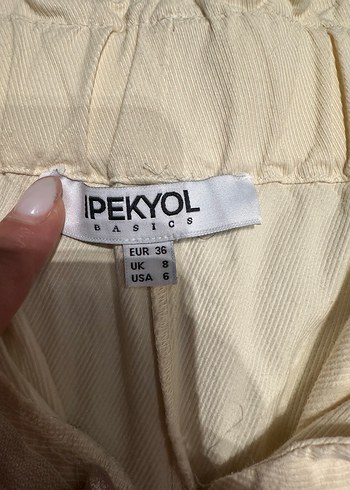 IPEKYOL
BASICS
EUR 36
UK 8
USA 6